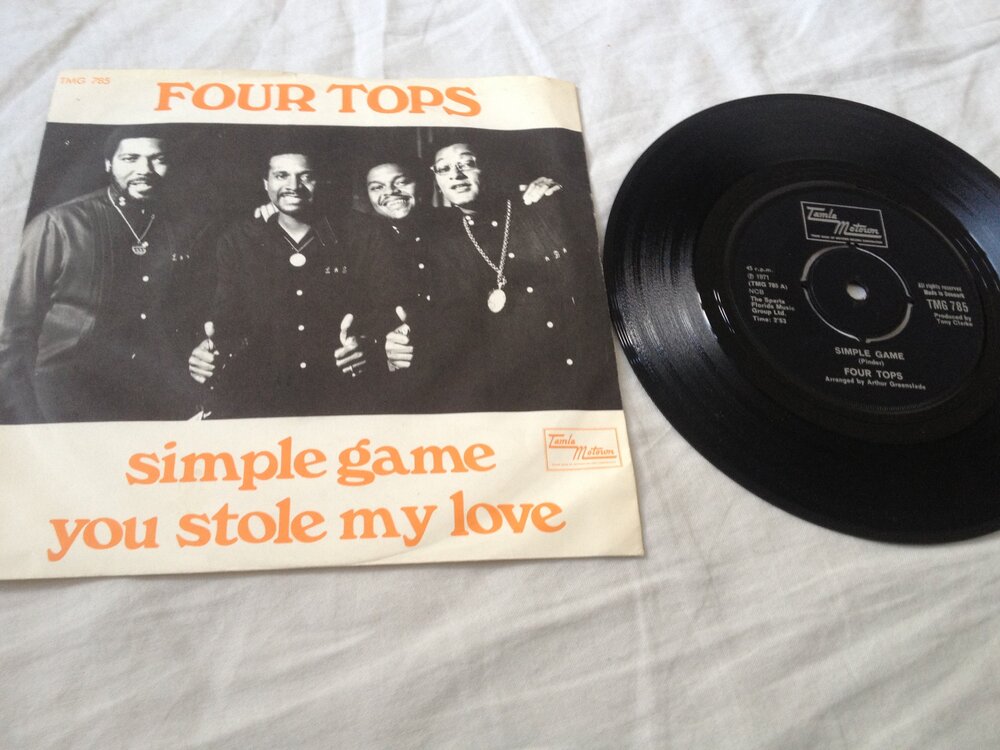 TMG 785
FOUR TOPS
simple game
you stole my love
Tamla
Motown
Tamla
Motown
45 r.p.m.
℗ 1971
(TMG 785 A)
NCB
The Sparta
Florida Music
Group Ltd.
Time: 2'53
All rights reserved
Made in Denmark
TMG 785
Produced by
Tony Clarke
SIMPLE GAME
(Pinder)
FOUR TOPS
Arranged by Arthur Greenslade